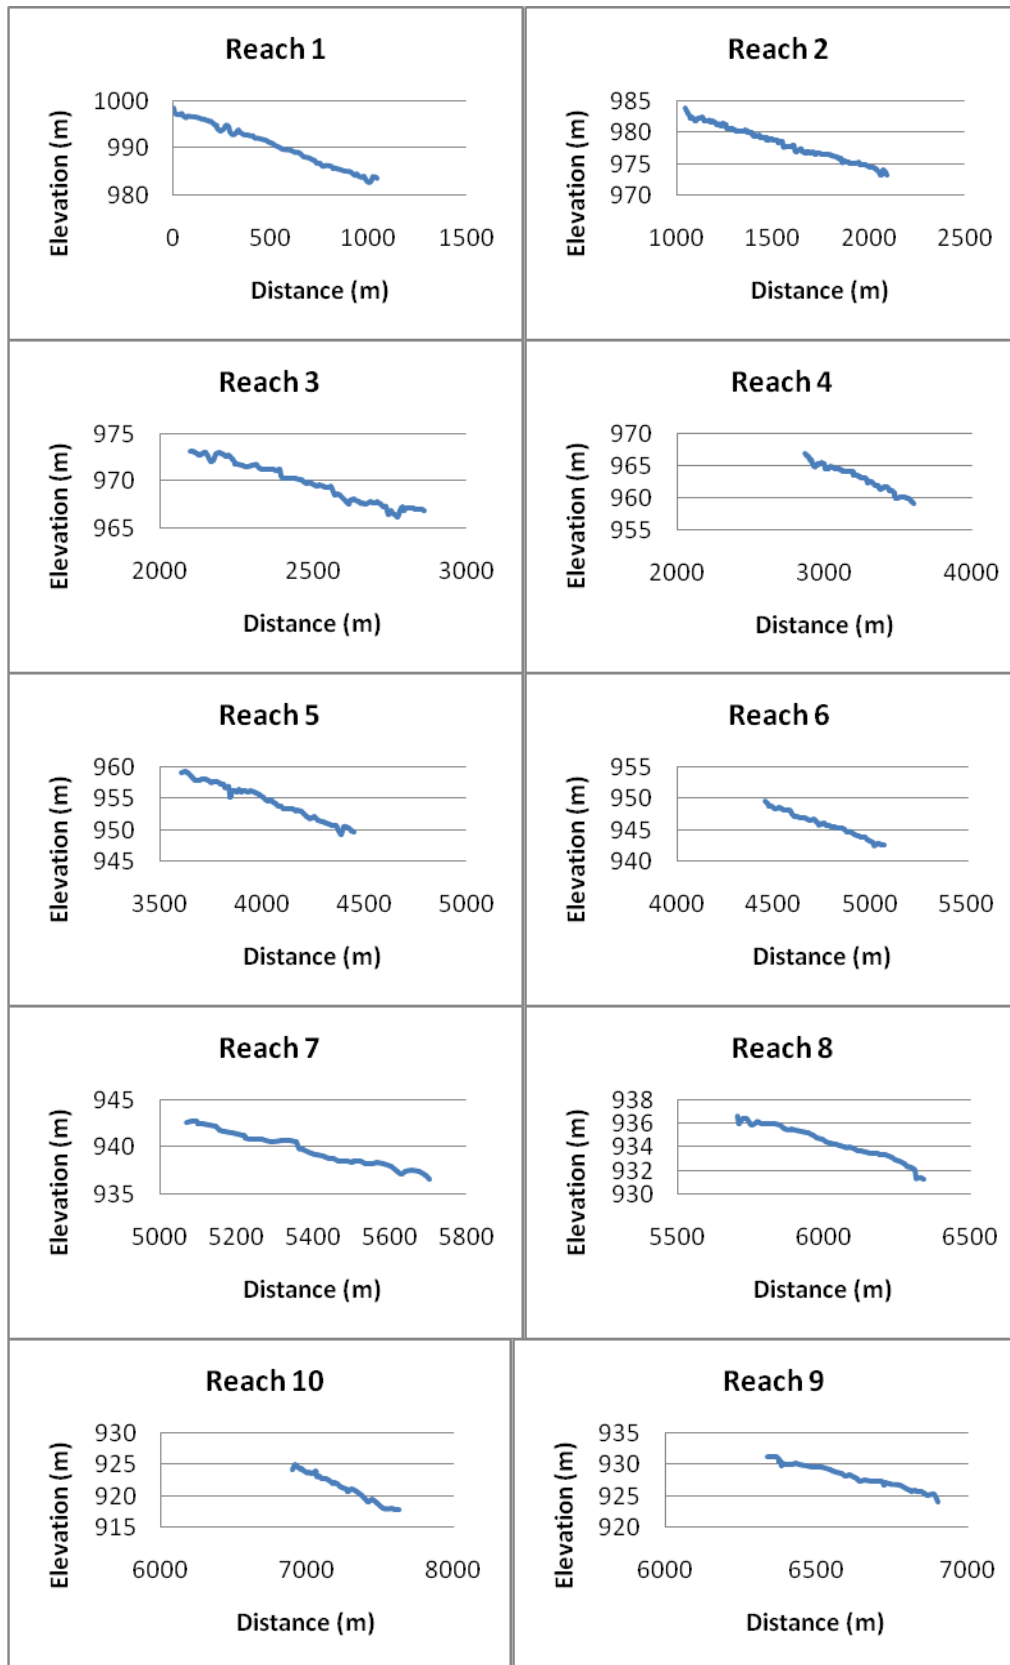 Reach 1
Elevation (m)
1000
990
980
0 500 1000 1500
Distance (m)
Reach 2
Elevation (m)
985
980
975
970
1000 1500 2000 2500
Distance (m)
Reach 3
Elevation (m)
975
970
965
2000 2500 3000
Distance (m)
Reach 4
Elevation (m)
970
965
960
955
2000 3000 4000
Distance (m)
Reach 5
Elevation (m)
960
955
950
945
3500 4000 4500 5000
Distance (m)
Reach 6
Elevation (m)
955
950
945
940
4000 4500 5000 5500
Distance (m)
Reach 7
Elevation (m)
945
940
935
5000 5200 5400 5600 5800
Distance (m)
Reach 8
Elevation (m)
938
936
934
932
930
5500 6000 6500
Distance (m)
Reach 10
Elevation (m)
930
925
920
915
6000 7000 8000
Distance (m)
Reach 9
Elevation (m)
935
930
925
920
6000 6500 7000
Distance (m)